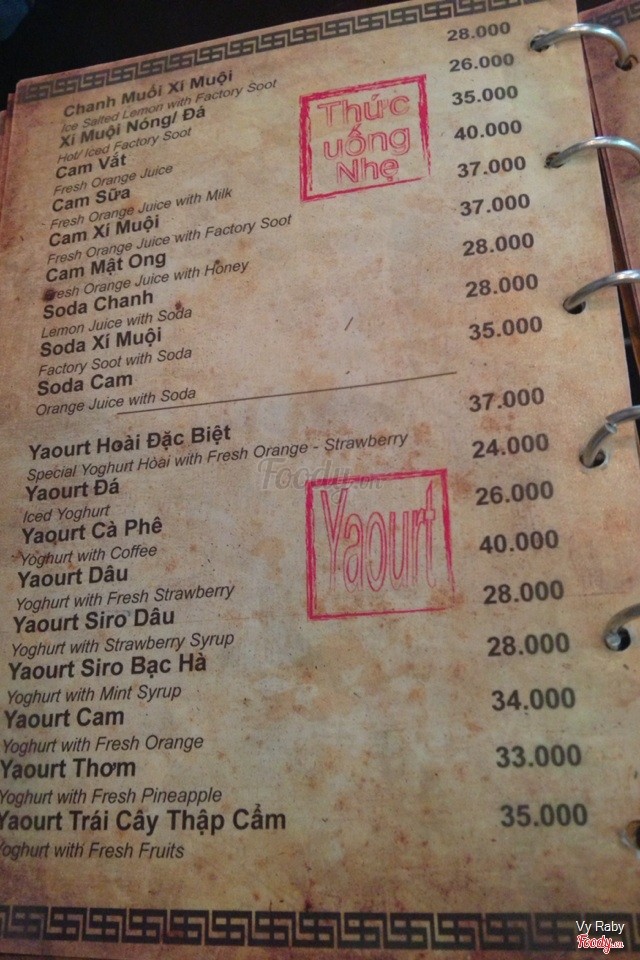 Chanh Muối Xí Muội 28.000
Ice Salted Lemon with Factory Soot
Xí Muội Nóng/ Đá 26.000
Hot/ Iced Factory Soot
Cam Vắt 35.000
Fresh Orange Juice
Cam Sữa 40.000
Fresh Orange Juice with Milk
Cam Xí Muội 37.000
Fresh Orange Juice with Factory Soot
Cam Mật Ong 37.000
Fresh Orange Juice with Honey
Soda Chanh 28.000
Lemon Juice with Soda
Soda Xí Muội 28.000
Factory Soot with Soda
Soda Cam 35.000
Orange Juice with Soda
Thức
uống
Nhẹ
Yaourt Hoài Đặc Biệt 37.000
Special Yoghurt Hòai with Fresh Orange - Strawberry
Yaourt Đá 24.000
Iced Yoghurt
Yaourt Cà Phê 26.000
Yoghurt with Coffee
Yaourt Dâu 40.000
Yoghurt with Fresh Strawberry
Yaourt Siro Dâu 28.000
Yoghurt with Strawberry Syrup
Yaourt Siro Bạc Hà 28.000
Yoghurt with Mint Syrup
Yaourt Cam 34.000
Yoghurt with Fresh Orange
Yaourt Thơm 33.000
Yoghurt with Fresh Pineapple
Yaourt Trái Cây Thập Cẩm 35.000
Yoghurt with Fresh Fruits
Yaourt
Foody.vn
Vy Raby
Foody.vn